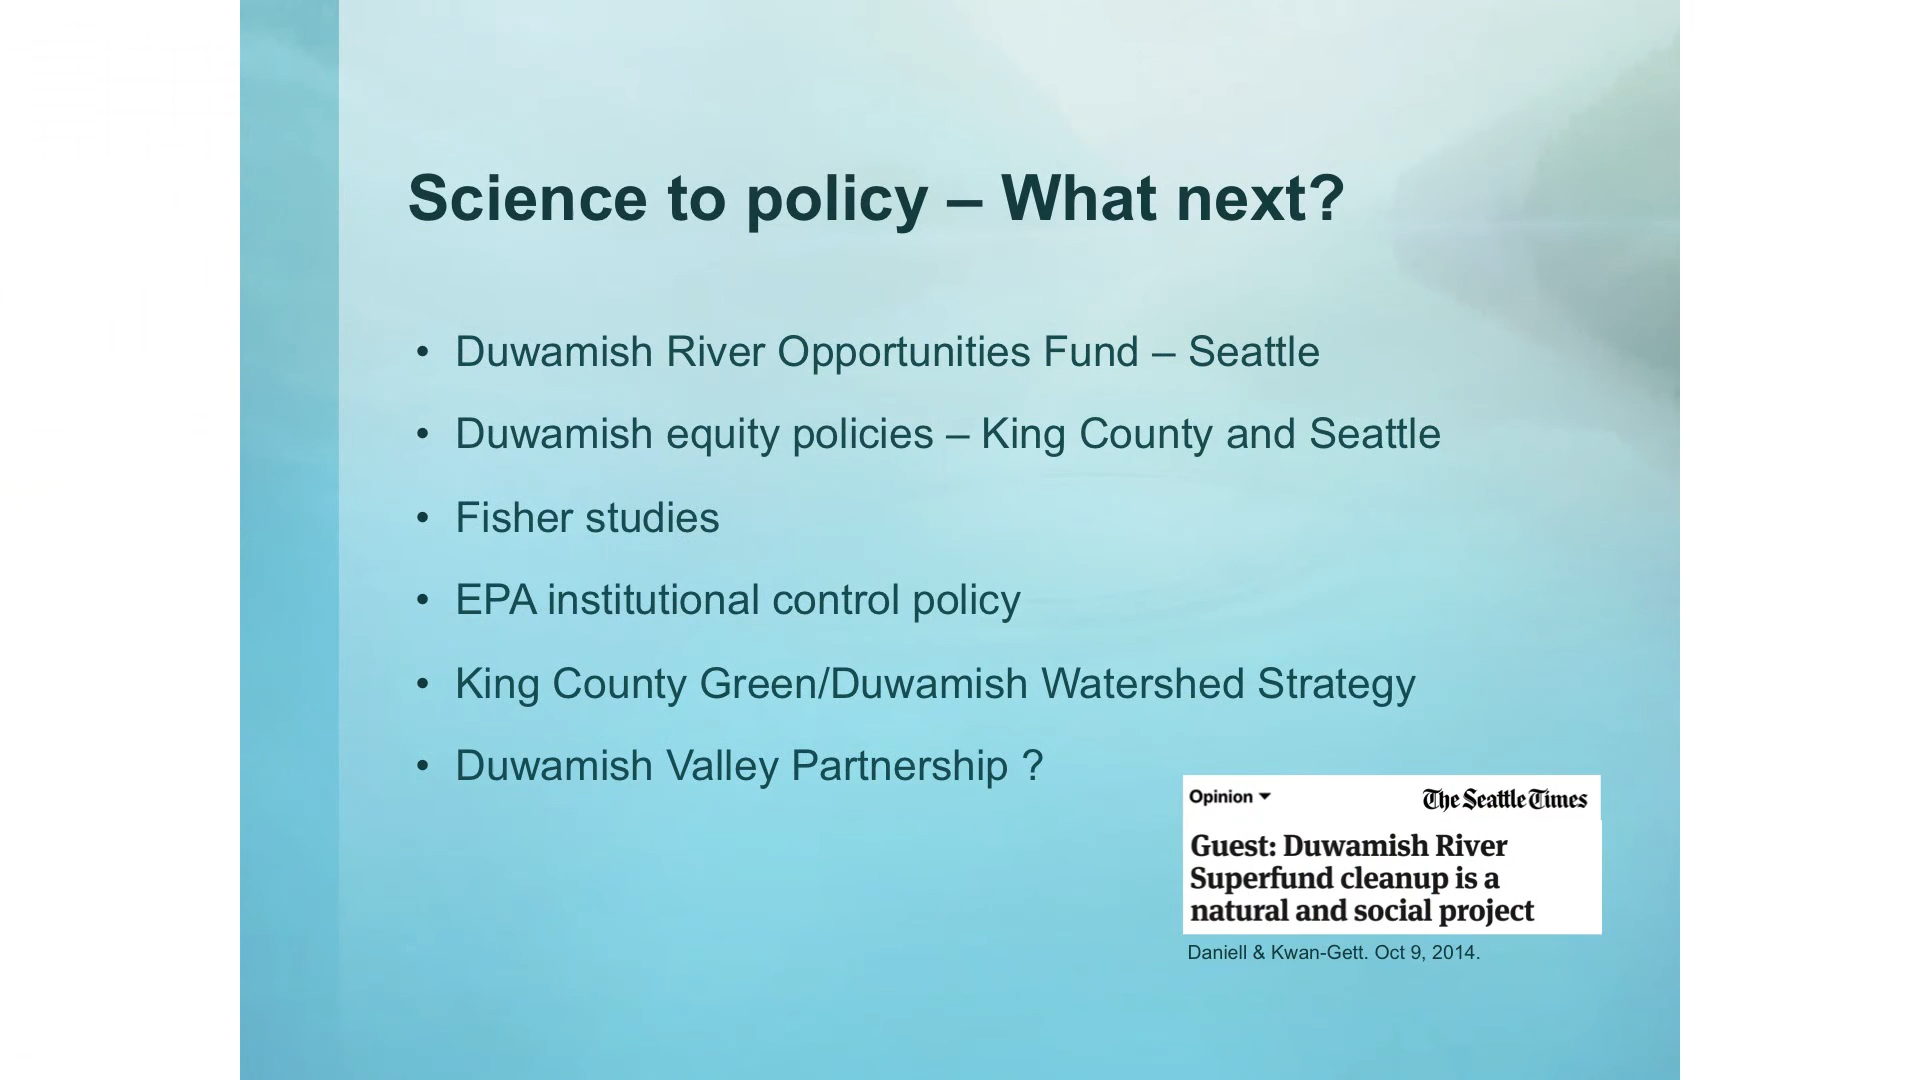 Science to policy – What next?
• Duwamish River Opportunities Fund – Seattle
• Duwamish equity policies – King County and Seattle
• Fisher studies
• EPA institutional control policy
• King County Green/Duwamish Watershed Strategy
• Duwamish Valley Partnership ?
Opinion
The Seattle Times
Guest: Duwamish River
Superfund cleanup is a
natural and social project
Daniell & Kwan-Gett. Oct 9, 2014.